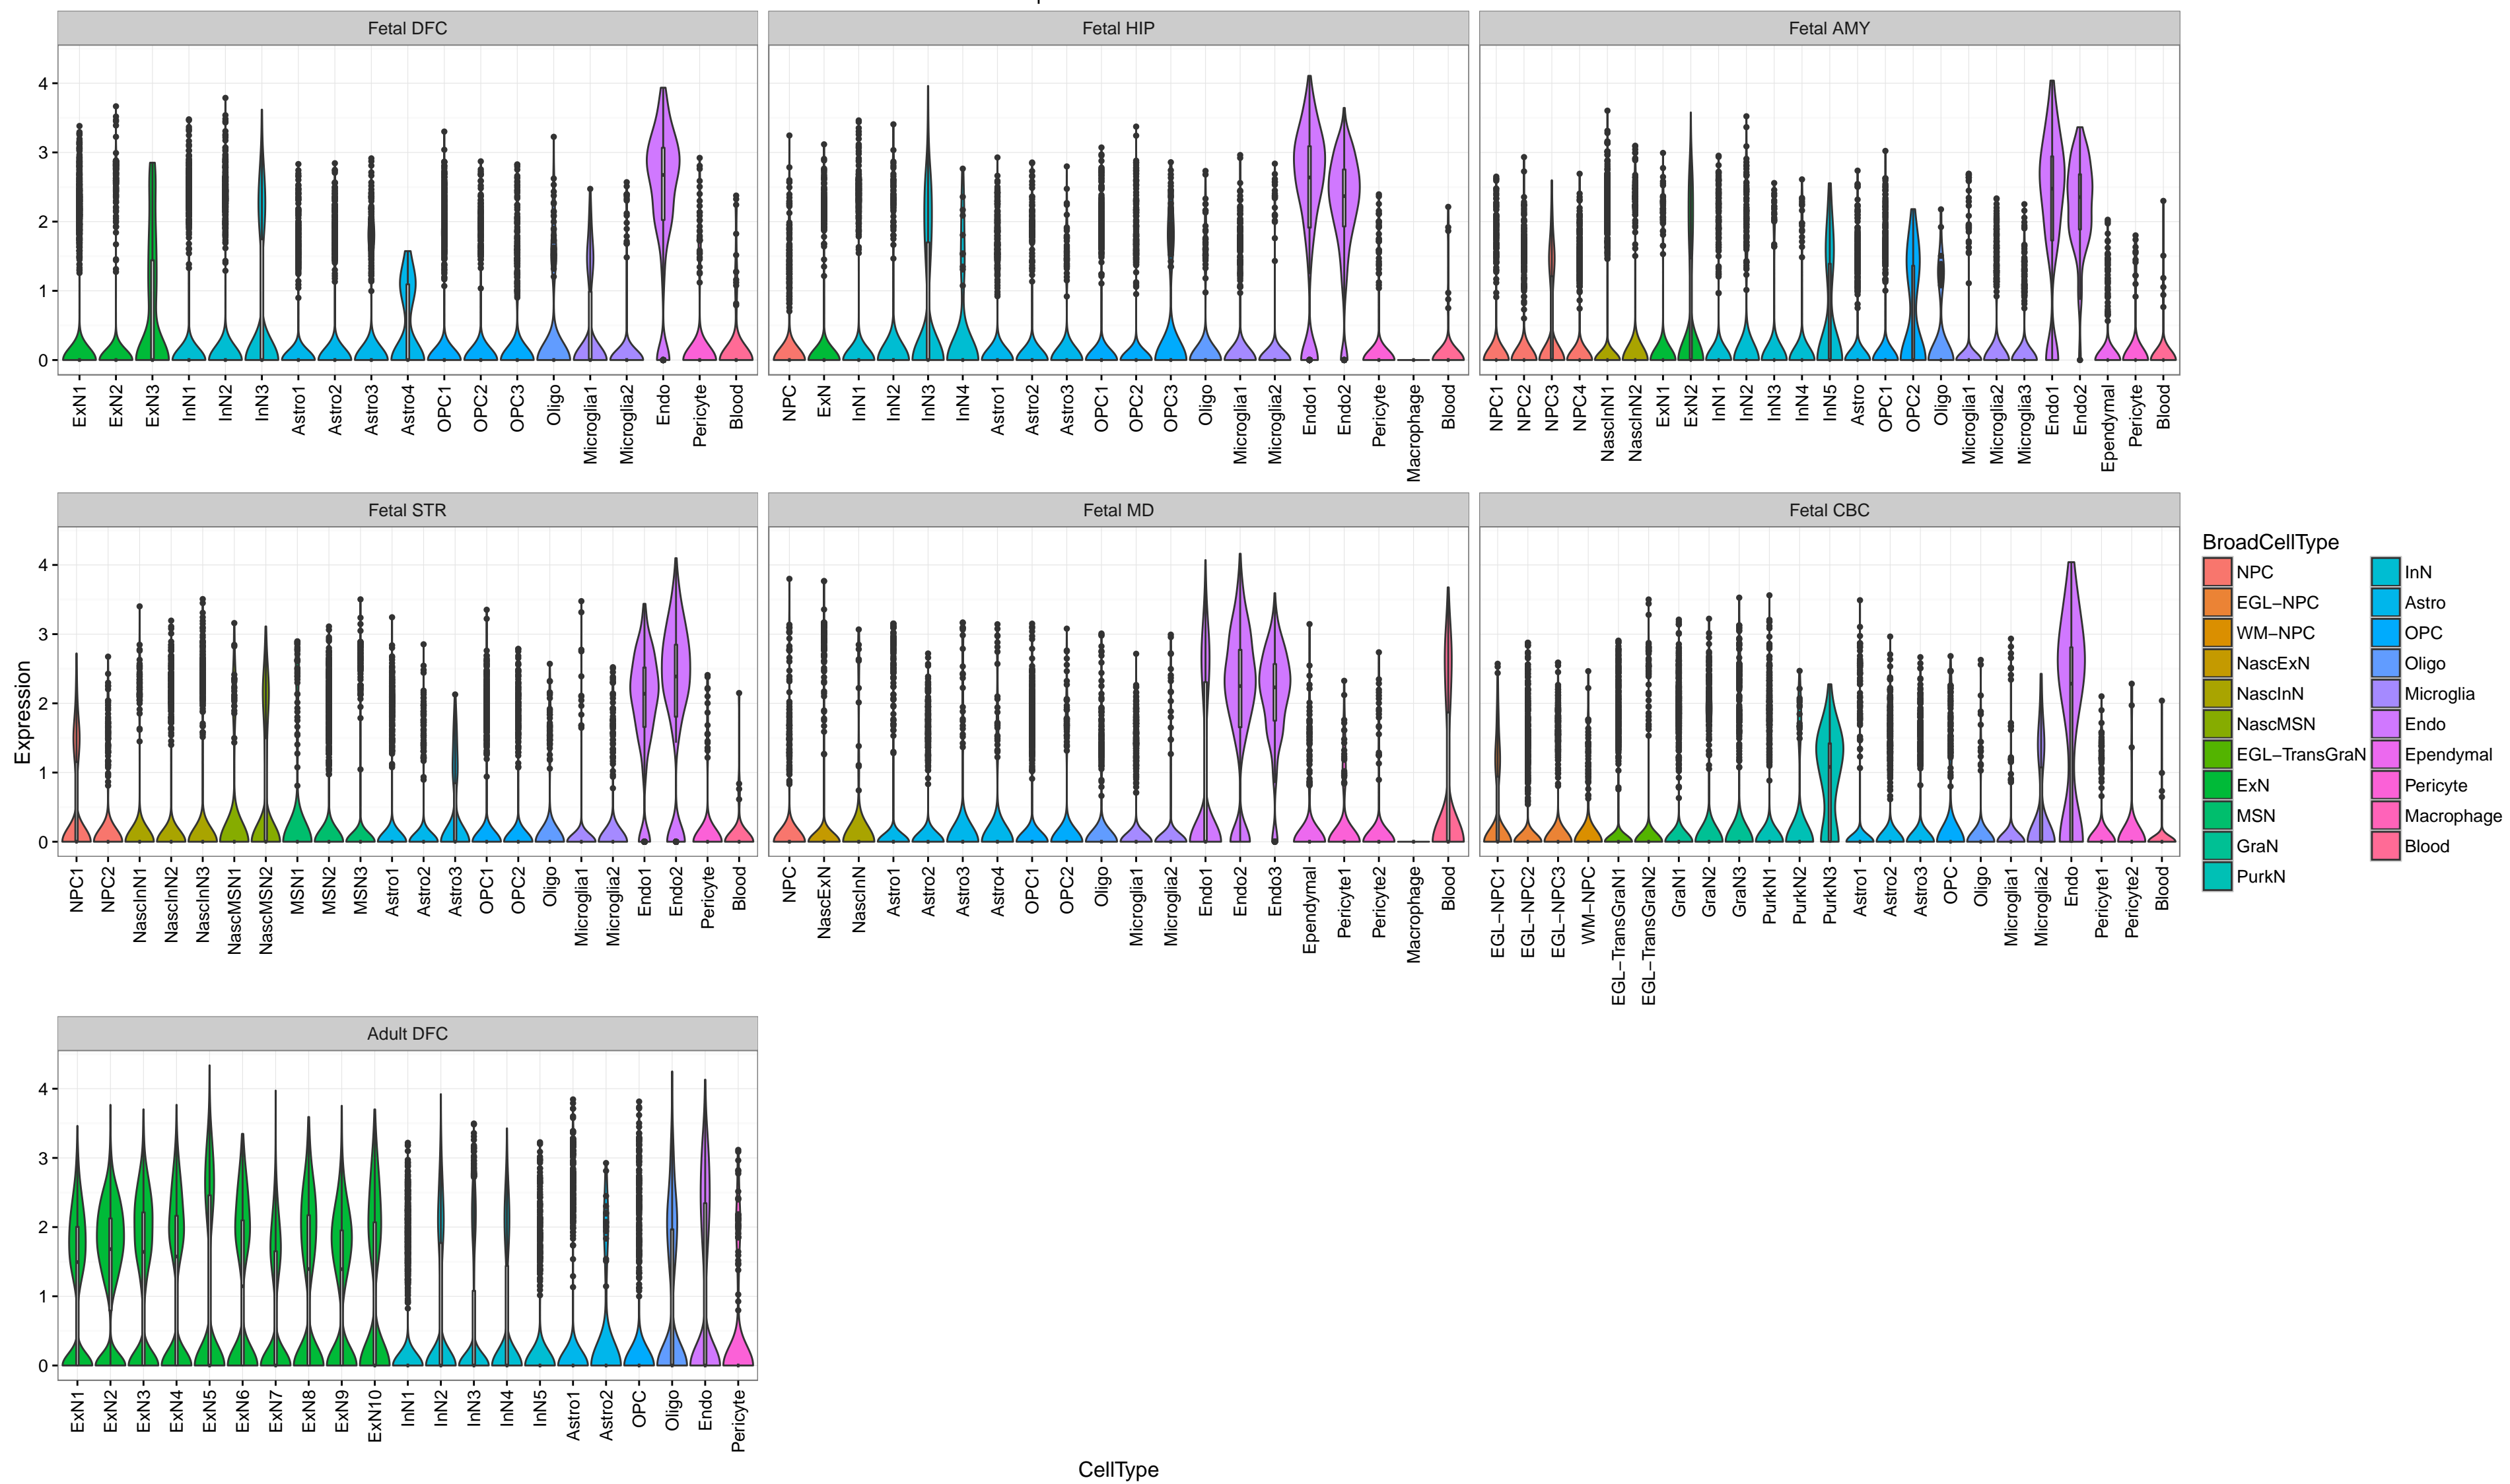 Fetal DFC Fetal HIP Fetal AMY
4
3
2
1
0
ExN1 ExN2 ExN3 InN1 InN2 InN3 Astro1 Astro2 Astro3 Astro4 OPC1 OPC2 OPC3 Oligo Microglia1 Microglia2 Endo Pericyte Blood
NPC ExN InN1 InN2 InN3 InN4 Astro1 Astro2 Astro3 OPC1 OPC2 OPC3 Oligo Microglia1 Microglia2 Endo1 Endo2 Pericyte Macrophage Blood
NPC1 NPC2 NPC3 NPC4 NascInN1 NascInN2 ExN1 ExN2 InN1 InN2 InN3 InN4 InN5 Astro OPC1 OPC2 Oligo Microglia1 Microglia2 Microglia3 Endo1 Endo2 Ependymal Pericyte Blood
Fetal STR Fetal MD Fetal CBC
Expression
4
3
2
1
0
NPC1 NPC2 NascInN1 NascInN2 NascInN3 NascMSN1 NascMSN2 MSN1 MSN2 MSN3 Astro1 Astro2 Astro3 OPC1 OPC2 Oligo Microglia1 Microglia2 Endo1 Endo2 Pericyte Blood
NPC NascExN NascInN Astro1 Astro2 Astro3 Astro4 OPC1 OPC2 Oligo Microglia1 Microglia2 Endo1 Endo2 Endo3 Ependymal Pericyte1 Pericyte2 Macrophage Blood
EGL−NPC1 EGL−NPC2 EGL−NPC3 WM−NPC EGL−TransGraN1 EGL−TransGraN2 GraN1 GraN2 GraN3 PurkN1 PurkN2 PurkN3 Astro1 Astro2 Astro3 OPC Oligo Microglia1 Microglia2 Endo Pericyte1 Pericyte2 Blood
BroadCellType
NPC InN
EGL−NPC Astro
WM−NPC OPC
NascExN Oligo
NascInN Microglia
NascMSN Endo
EGL−TransGraN Ependymal
ExN Pericyte
MSN Macrophage
GraN Blood
PurkN
Adult DFC
4
3
2
1
0
ExN1 ExN2 ExN3 ExN4 ExN5 ExN6 ExN7 ExN8 ExN9 ExN10 InN1 InN2 InN3 InN4 InN5 Astro1 Astro2 OPC Oligo Endo Pericyte
CellType